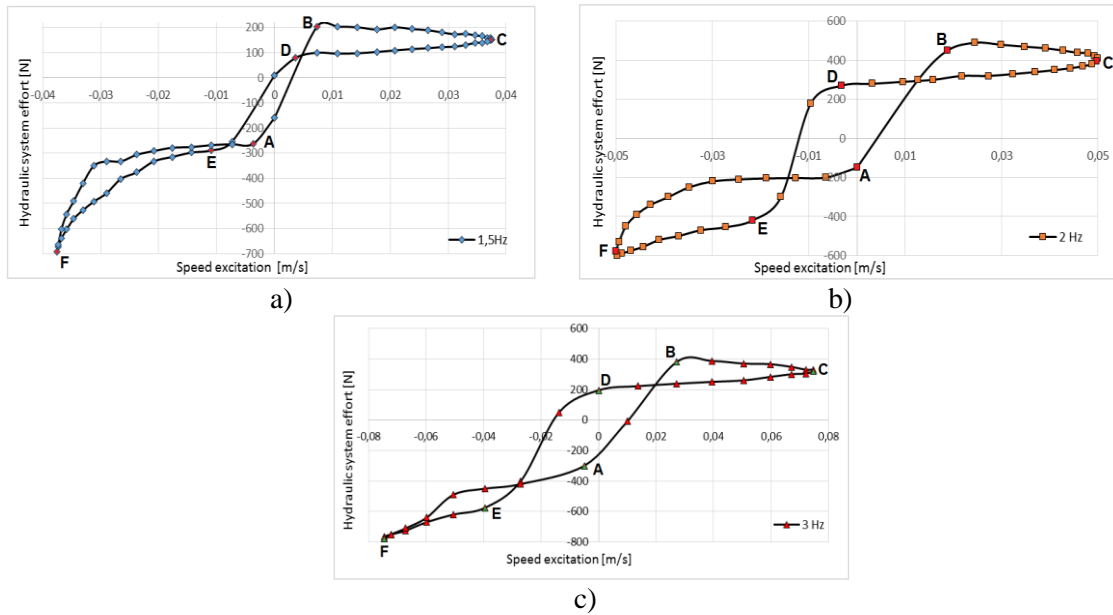 Hydraulic system effort [N]
200
100
0
-100
-200
-300
-400
-500
-600
-700
-0,04 -0,03 -0,02 -0,01 0 0,01 0,02 0,03 0,04
A
B
C
D
E
F
1,5Hz
Speed excitation [m/s]
a)
Hydraulic system effort [N]
600
400
200
0
-200
-400
-600
-0,05 -0,03 -0,01 0,01 0,03 0,05
A
B
C
D
E
F
2 Hz
Speed excitation [m/s]
b)
Hydraulic system effort [N]
600
400
200
0
-200
-400
-600
-800
-0,08 -0,06 -0,04 -0,02 0 0,02 0,04 0,06 0,08
A
B
C
D
E
F
3 Hz
Speed excitation [m/s]
c)